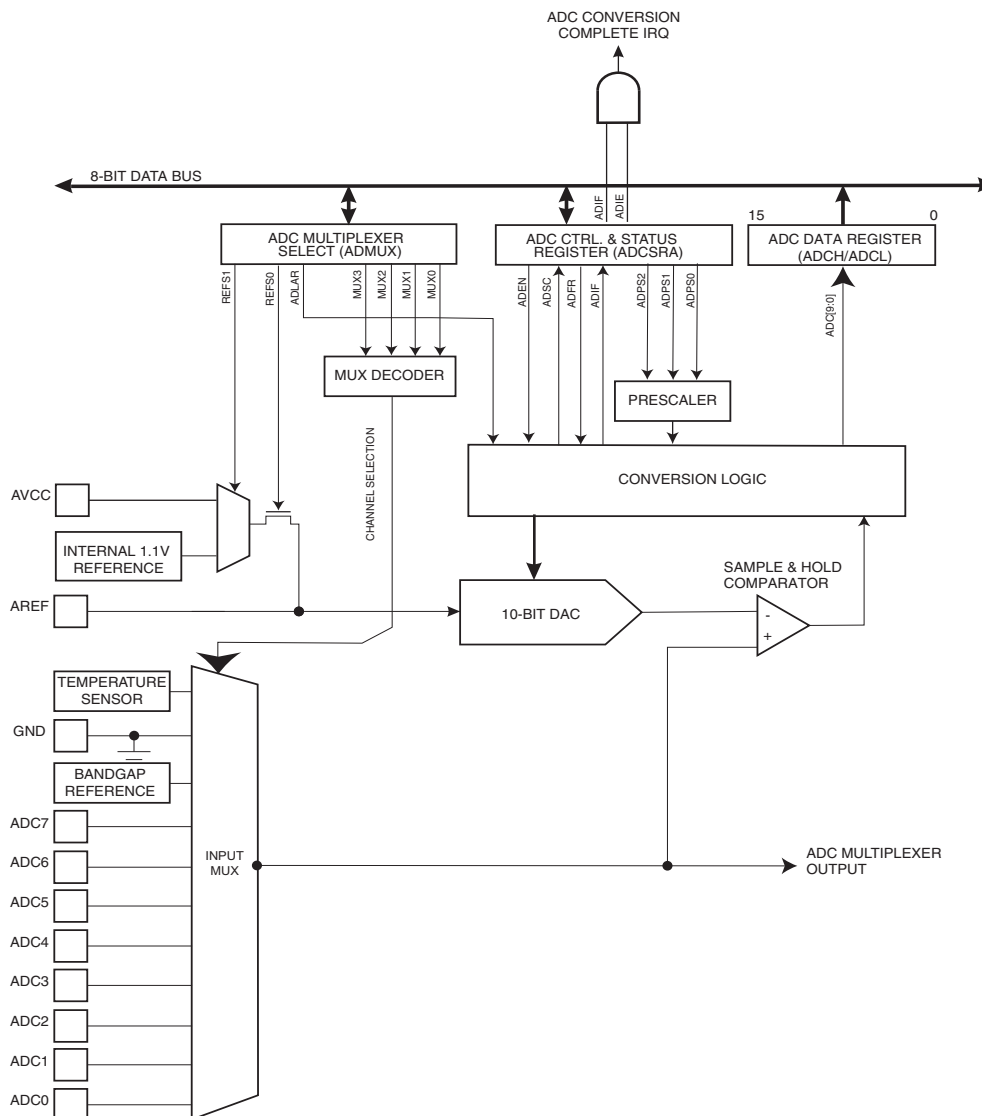 ADC CONVERSION
COMPLETE IRQ
8-BIT DATA BUS
ADIF
ADIE
15
0
ADC MULTIPLEXER
SELECT (ADMUX)
ADC CTRL. & STATUS
REGISTER (ADCSRA)
ADC DATA REGISTER
(ADCH/ADCL)
REFS1
REFS0
ADLAR
MUX3
MUX2
MUX1
MUX0
ADEN
ADSC
ADFR
ADIF
ADPS2
ADPS1
ADPS0
ADC[9:0]
MUX DECODER
PRESCALER
CHANNEL SELECTION
CONVERSION LOGIC
AVCC
INTERNAL 1.1V
REFERENCE
SAMPLE & HOLD
COMPARATOR
AREF
10-BIT DAC
-
+
TEMPERATURE
SENSOR
GND
BANDGAP
REFERENCE
ADC7
ADC6
ADC5
ADC4
ADC3
ADC2
ADC1
ADC0
INPUT
MUX
ADC MULTIPLEXER
OUTPUT